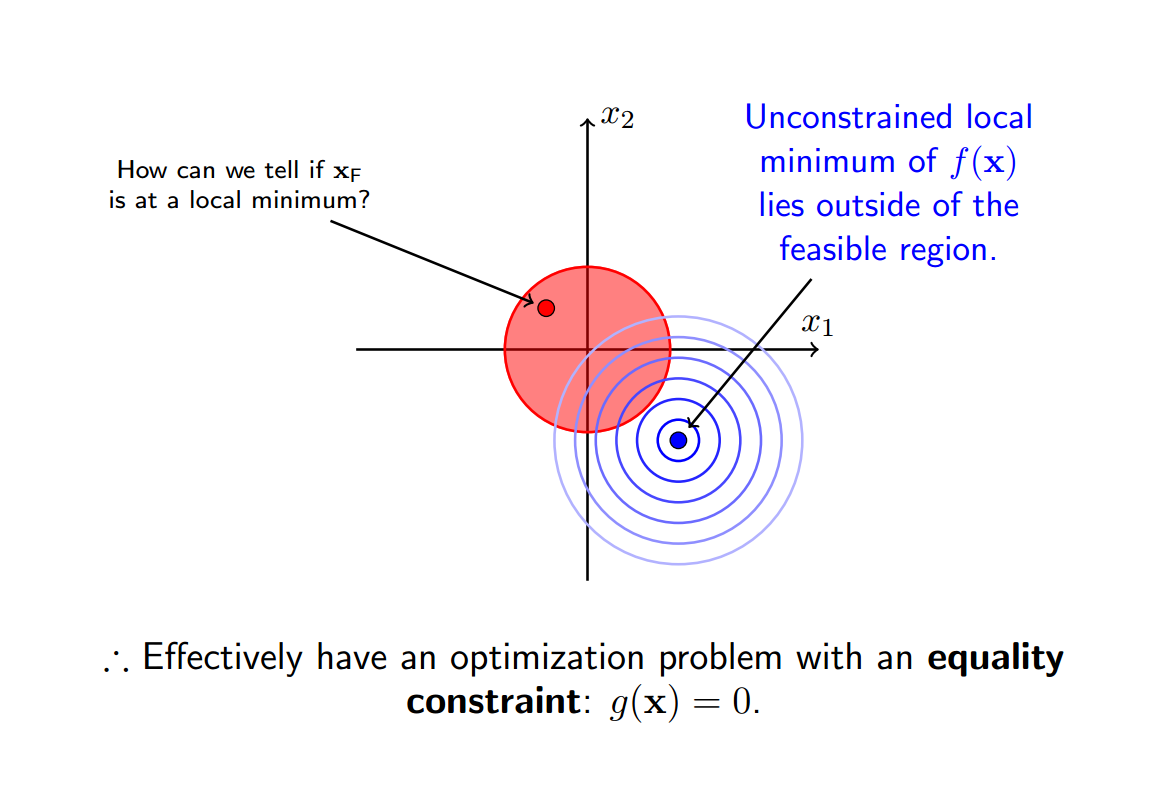 x₂
Unconstrained local
minimum of f(𝐱)
lies outside of the
feasible region.
How can we tell if 𝐱F
is at a local minimum?
x₁
∴ Effectively have an optimization problem with an equality
constraint: g(𝐱) = 0.